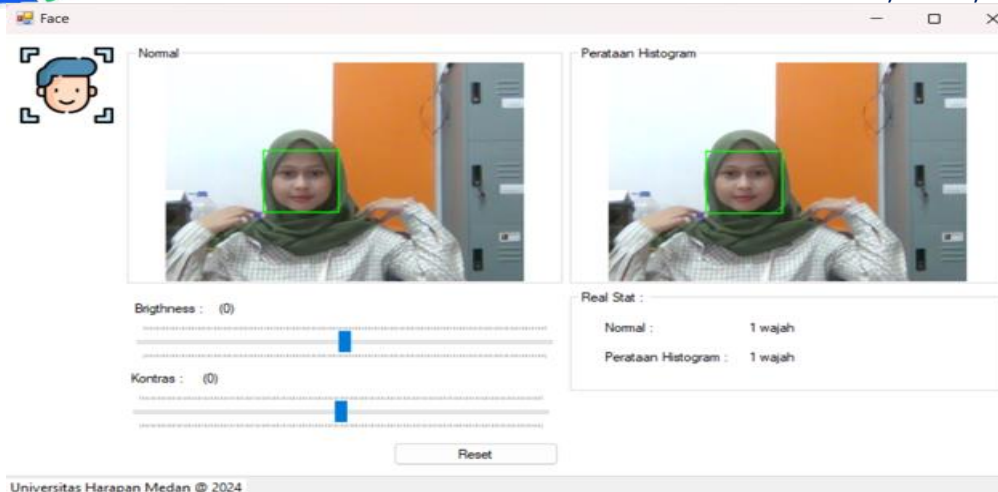 Face
Normal
Perataan Histogram
Brigthness : (0)
Real Stat :
Normal : 1 wajah
Perataan Histogram : 1 wajah
Kontras : (0)
Reset
Universitas Harapan Medan @ 2024